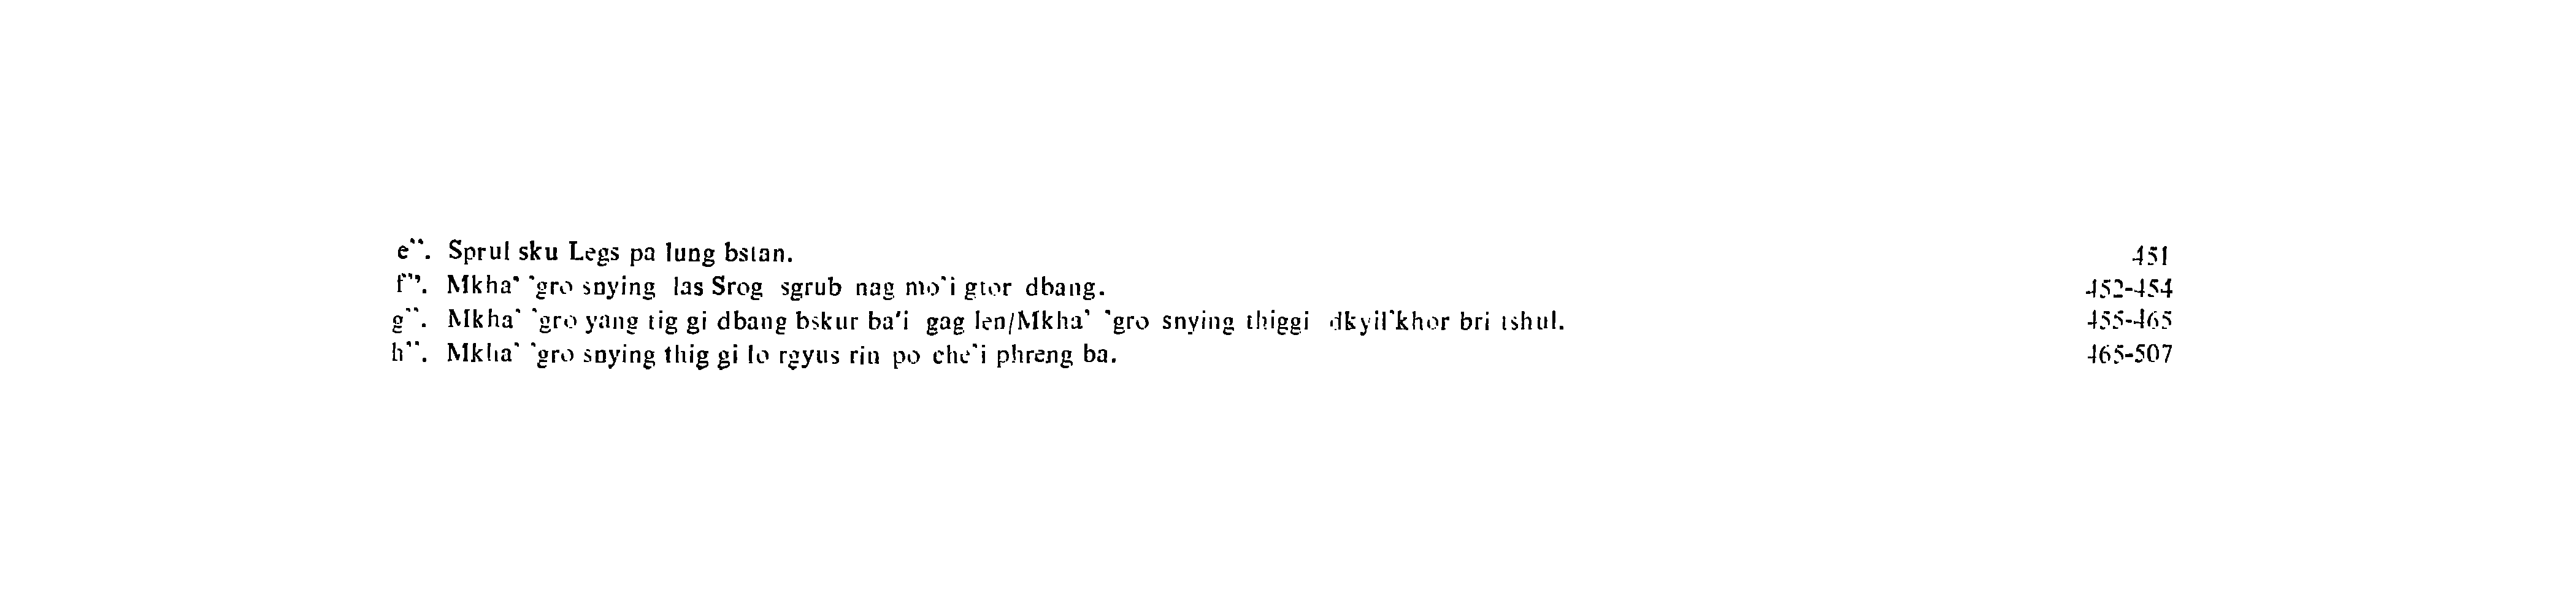 e". Sprul sku Legs pa lung bstan. 451
f". Mkha' 'gro snying las Srog sgrub nag mo'i gtor dbang. 452-454
g". Mkha' 'gro yang tig gi dbang bskur ba'i gag len/Mkha' 'gro snying thiggi dkyil'khor bri tshul. 455-465
h". Mkha' 'gro snying thig gi lo rgyus rin po che'i phreng ba. 465-507